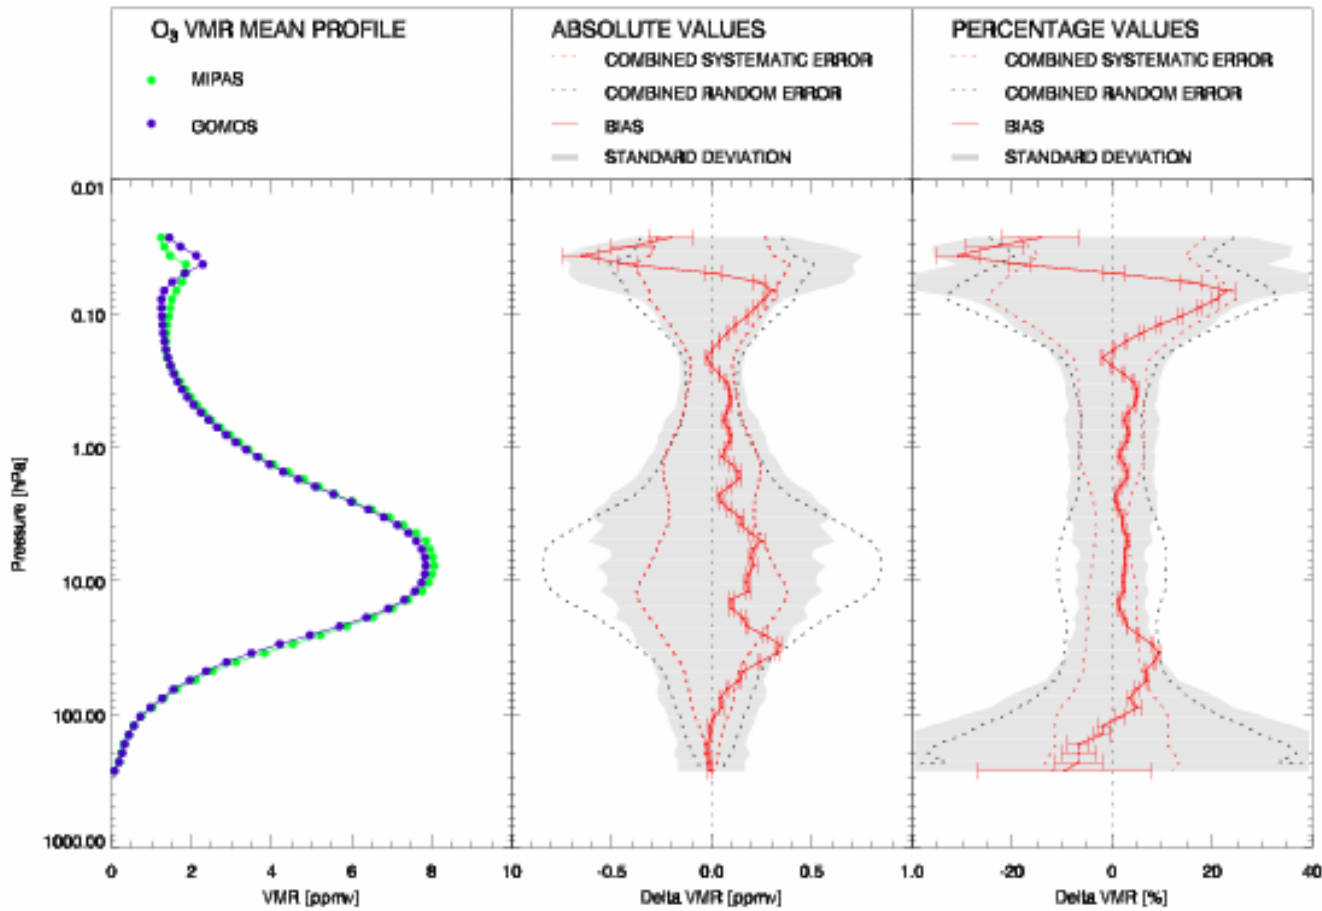 O₃ VMR MEAN PROFILE
MIPAS
GOMOS
ABSOLUTE VALUES
COMBINED SYSTEMATIC ERROR
COMBINED RANDOM ERROR
BIAS
STANDARD DEVIATION
PERCENTAGE VALUES
COMBINED SYSTEMATIC ERROR
COMBINED RANDOM ERROR
BIAS
STANDARD DEVIATION
Pressure [hPa]
0.01
0.10
1.00
10.00
100.00
1000.00
0 2 4 6 8 10
VMR [ppmv]
-0.5 0.0 0.5 1.0
Delta VMR [ppmv]
-20 0 20 40
Delta VMR [%]